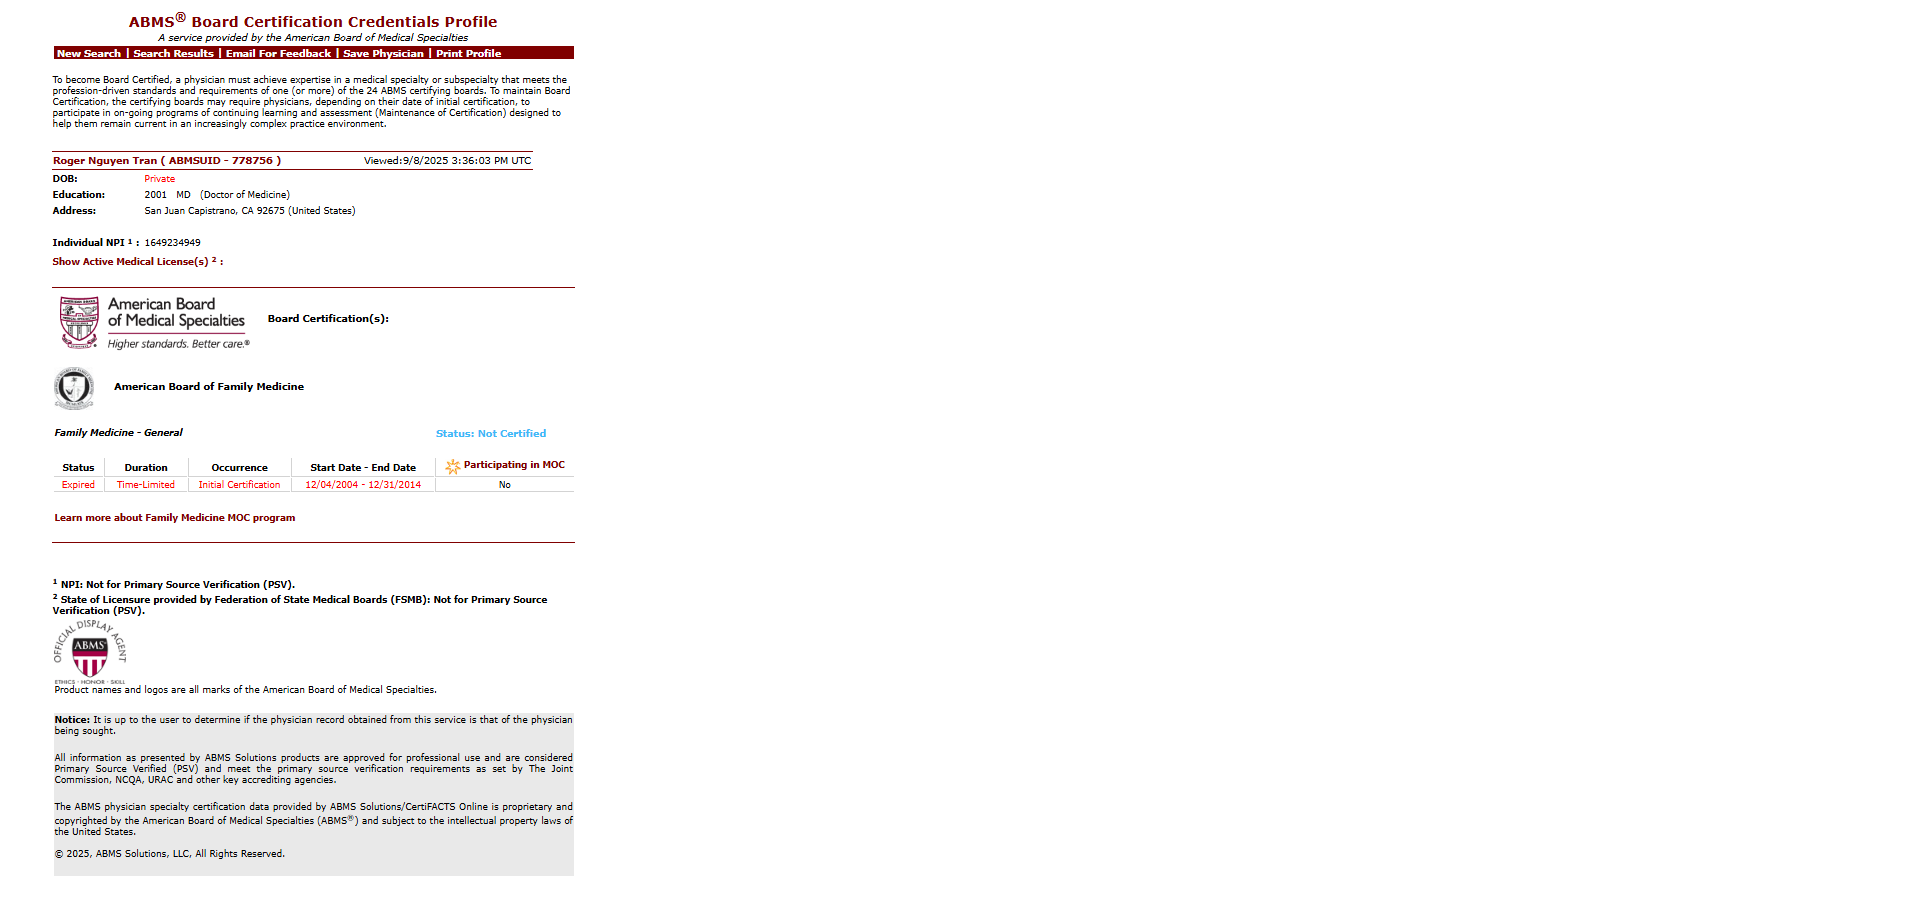 ABMS® Board Certification Credentials Profile
A service provided by the American Board of Medical Specialties
New Search | Search Results | Email For Feedback | Save Physician | Print Profile
To become Board Certified, a physician must achieve expertise in a medical specialty or subspecialty that meets the
profession-driven standards and requirements of one (or more) of the 24 ABMS certifying boards. To maintain Board
Certification, the certifying boards may require physicians, depending on their date of initial certification, to
participate in on-going programs of continuing learning and assessment (Maintenance of Certification) designed to
help them remain current in an increasingly complex practice environment.
Roger Nguyen Tran ( ABMSUID - 778756 ) Viewed:9/8/2025 3:36:03 PM UTC
DOB: Private
Education: 2001 MD (Doctor of Medicine)
Address: San Juan Capistrano, CA 92675 (United States)
Individual NPI ¹ : 1649234949
Show Active Medical License(s) ² :
American Board
of Medical Specialties
Higher standards. Better care.®
Board Certification(s):
American Board of Family Medicine
Family Medicine - General Status: Not Certified
Status Duration Occurrence Start Date - End Date Participating in MOC
Expired Time-Limited Initial Certification 12/04/2004 - 12/31/2014 No
Learn more about Family Medicine MOC program
¹ NPI: Not for Primary Source Verification (PSV).
² State of Licensure provided by Federation of State Medical Boards (FSMB): Not for Primary Source
Verification (PSV).
OFFICIAL DISPLAY AGENT
ABMS
ETHICS - HONOR - SKILL
Product names and logos are all marks of the American Board of Medical Specialties.
Notice: It is up to the user to determine if the physician record obtained from this service is that of the physician
being sought.
All information as presented by ABMS Solutions products are approved for professional use and are considered
Primary Source Verified (PSV) and meet the primary source verification requirements as set by The Joint
Commission, NCQA, URAC and other key accrediting agencies.
The ABMS physician specialty certification data provided by ABMS Solutions/CertiFACTS Online is proprietary and
copyrighted by the American Board of Medical Specialties (ABMS®) and subject to the intellectual property laws of
the United States.
© 2025, ABMS Solutions, LLC, All Rights Reserved.